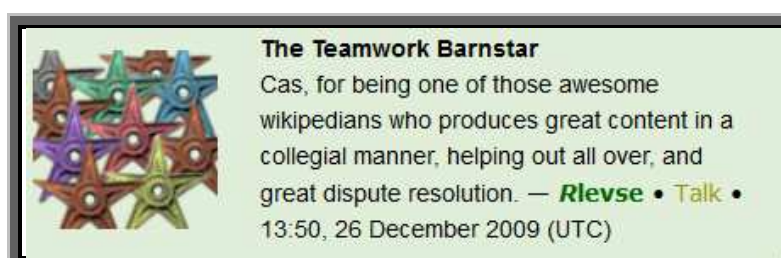 The Teamwork Barnstar
Cas, for being one of those awesome
wikipedians who produces great content in a
collegial manner, helping out all over, and
great dispute resolution. — Rlevse • Talk •
13:50, 26 December 2009 (UTC)